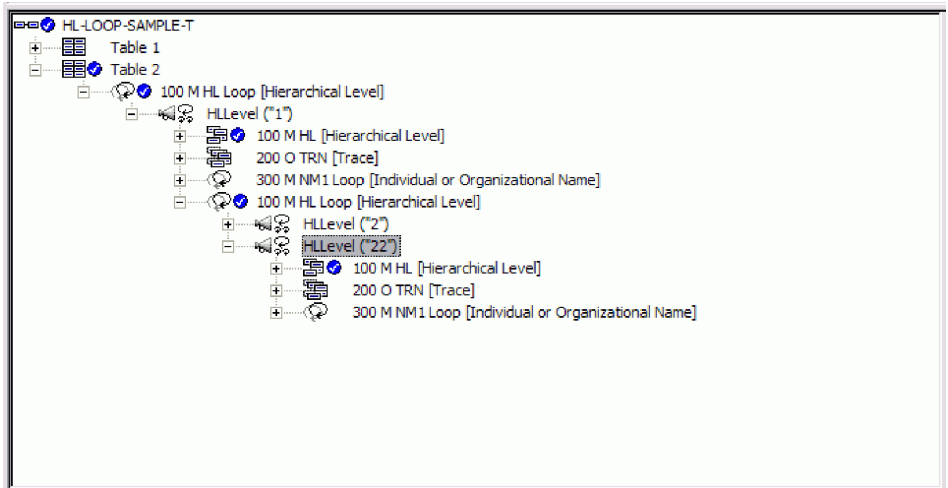 HL-LOOP-SAMPLE-T
Table 1
Table 2
100 M HL Loop [Hierarchical Level]
HLLevel ("1")
100 M HL [Hierarchical Level]
200 O TRN [Trace]
300 M NM1 Loop [Individual or Organizational Name]
100 M HL Loop [Hierarchical Level]
HLLevel ("2")
HLLevel ("22")
100 M HL [Hierarchical Level]
200 O TRN [Trace]
300 M NM1 Loop [Individual or Organizational Name]